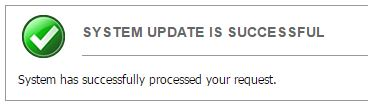 SYSTEM UPDATE IS SUCCESSFUL
System has successfully processed your request.